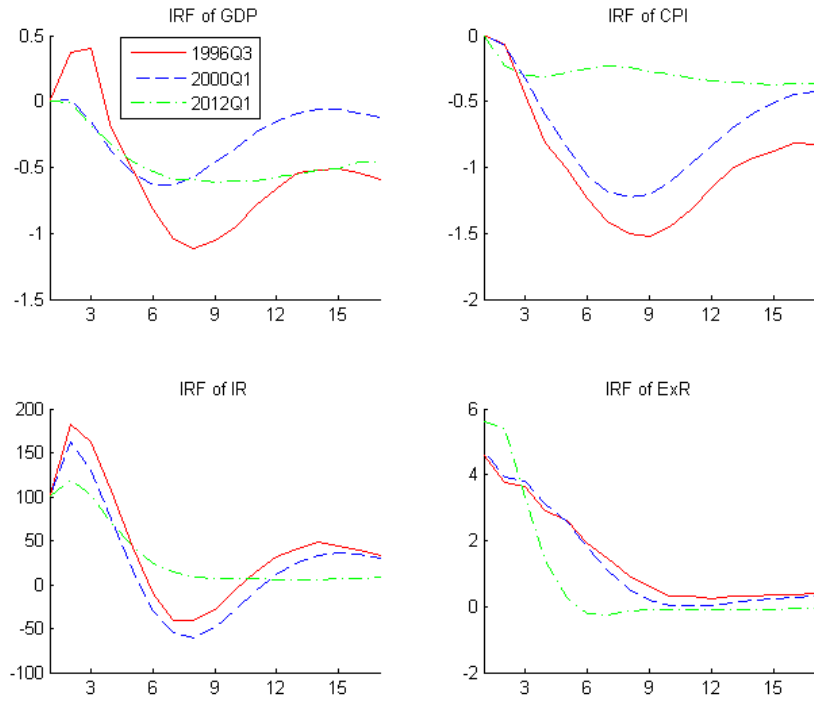 IRF of GDP
0.5
0
-0.5
-1
-1.5
3 6 9 12 15
1996Q3
2000Q1
2012Q1
IRF of CPI
0
-0.5
-1
-1.5
-2
3 6 9 12 15
IRF of IR
200
150
100
50
0
-50
-100
3 6 9 12 15
IRF of ExR
6
4
2
0
-2
3 6 9 12 15